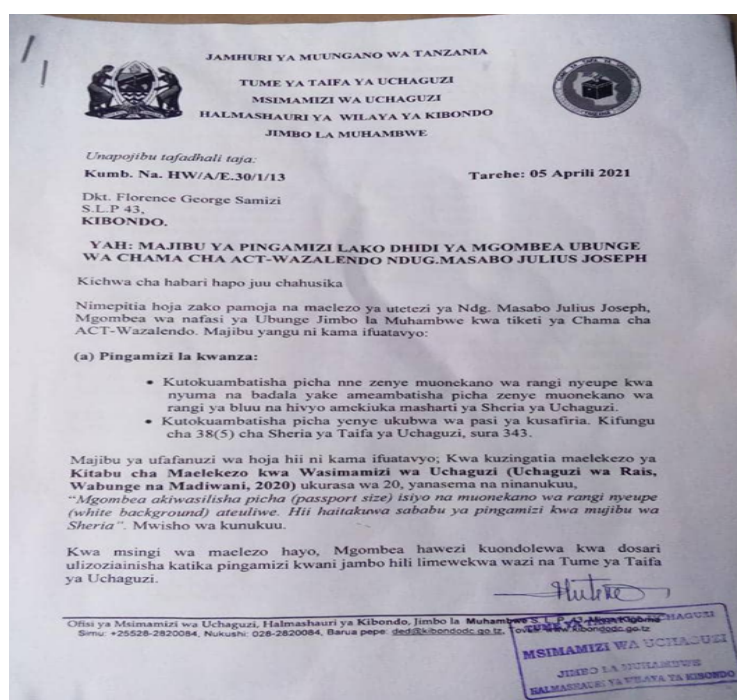 JAMHURI YA MUUNGANO WA TANZANIA
TUME YA TAIFA YA UCHAGUZI
MSIMAMIZI WA UCHAGUZI
HALMASHAURI YA WILAYA YA KIBONDO
JIMBO LA MUHAMBWE
Unapojibu tafadhali taja:
Kumb. Na. HW/A/E.30/1/13 Tarehe: 05 Aprili 2021
Dkt. Florence George Samizi
S.L.P 43,
KIBONDO.
YAH: MAJIBU YA PINGAMIZI LAKO DHIDI YA MGOMBEA UBUNGE
WA CHAMA CHA ACT-WAZALENDO NDUG.MASABO JULIUS JOSEPH
Kichwa cha habari hapo juu chahusika
Nimepitia hoja zako pamoja na maelezo ya utetezi ya Ndg. Masabo Julius Joseph,
Mgombea wa nafasi ya Ubunge Jimbo la Muhambwe kwa tiketi ya Chama cha
ACT-Wazalendo. Majibu yangu ni kama ifuatavyo:
(a) Pingamizi la kwanza:
• Kutokuambatisha picha nne zenye muonekano wa rangi nyeupe kwa
nyuma na badala yake ameambatisha picha zenye muonekano wa
rangi ya bluu na hivyo amekiuka masharti ya Sheria ya Uchaguzi.
• Kutokuambatisha picha yenye ukubwa wa pasi ya kusafiria. Kifungu
cha 38(5) cha Sheria ya Taifa ya Uchaguzi, sura 343.
Majibu ya ufafanuzi wa hoja hii ni kama ifuatavyo; Kwa kuzingatia maelekezo ya
Kitabu cha Maelekezo kwa Wasimamizi wa Uchaguzi (Uchaguzi wa Rais,
Wabunge na Madiwani, 2020) ukurasa wa 20, yanasema na ninanukuu,
"Mgombea akiwasilisha picha (passport size) isiyo na muonekano wa rangi nyeupe
(white background) ateuliwe. Hii haitakuwa sababu ya pingamizi kwa mujibu wa
Sheria". Mwisho wa kunukuu.
Kwa msingi wa maelezo hayo, Mgombea hawezi kuondolewa kwa dosari
ulizoziainisha katika pingamizi kwani jambo hili limewekwa wazi na Tume ya Taifa
ya Uchaguzi.
Ofisi ya Msimamizi wa Uchaguzi, Halmashauri ya Kibondo, Jimbo la Muhambwe S. L. P. 43,
Simu: +25528-2820084, Nukushi: 028-2820084, Barua pepe: ded@kibondodc.go.tz,
TUME YA TAIFA YA UCHAGUZI
MSIMAMIZI WA UCHAGUZI
JIMBO LA MUHAMBWE
HALMASHAURI YA WILAYA YA KIBONDO